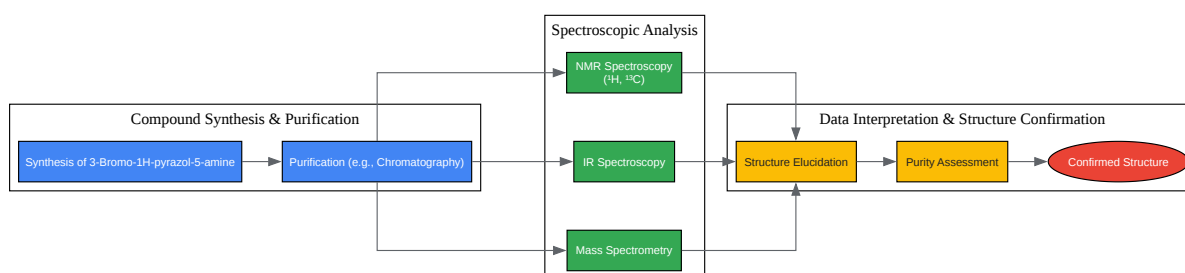 Compound Synthesis & Purification
Synthesis of 3-Bromo-1H-pyrazol-5-amine
Purification (e.g., Chromatography)
Spectroscopic Analysis
NMR Spectroscopy
(¹H, ¹³C)
IR Spectroscopy
Mass Spectrometry
Data Interpretation & Structure Confirmation
Structure Elucidation
Purity Assessment
Confirmed Structure